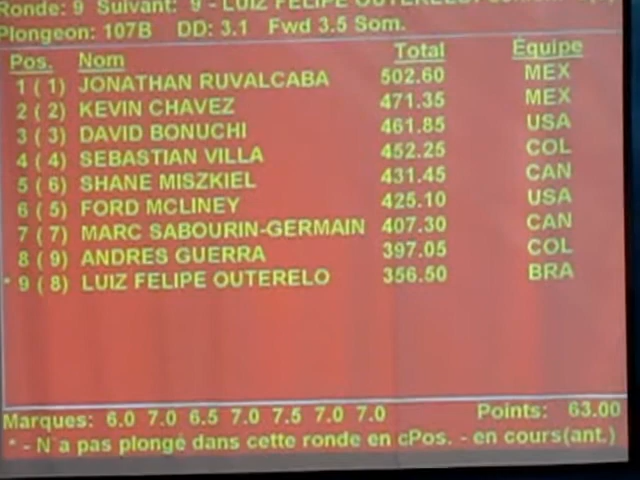 Ronde: 9 Suivant: 9 - LUIZ FELIPE OUTERELO
Plongeon: 107B DD: 3.1 Fwd 3.5 Som.
Pos. Nom Total Équipe
1 ( 1) JONATHAN RUVALCABA 502.60 MEX
2 ( 2) KEVIN CHAVEZ 471.35 MEX
3 ( 3) DAVID BONUCHI 461.85 USA
4 ( 4) SEBASTIAN VILLA 452.25 COL
5 ( 6) SHANE MISZKIEL 431.45 CAN
6 ( 5) FORD MCLINEY 425.10 USA
7 ( 7) MARC SABOURIN-GERMAIN 407.30 CAN
8 ( 9) ANDRES GUERRA 397.05 COL
* 9 ( 8) LUIZ FELIPE OUTERELO 356.50 BRA
Marques: 6.0 7.0 6.5 7.0 7.5 7.0 7.0 Points: 63.00
* - N'a pas plongé dans cette ronde en cPos. - en cours(ant.)